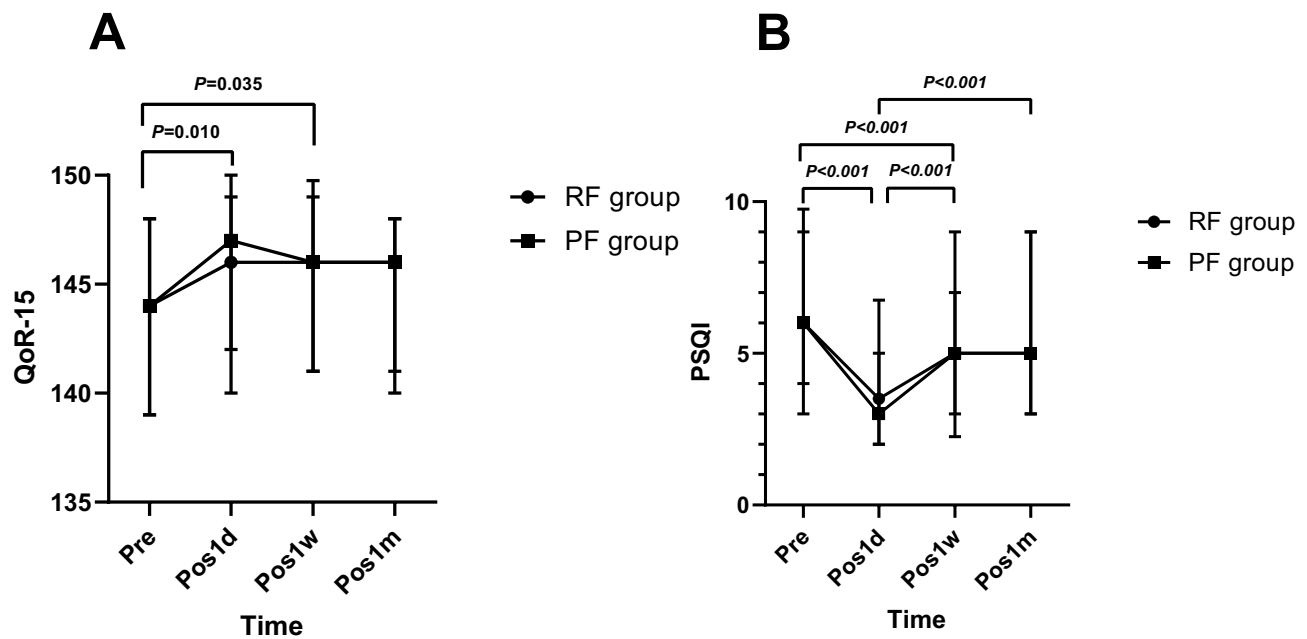 A
P=0.035
P=0.010
150
145
140
135
QoR-15
Pre
Pos1d
Pos1w
Pos1m
Time
RF group
PF group
B
P<0.001
P<0.001
P<0.001
P<0.001
10
5
0
PSQI
Pre
Pos1d
Pos1w
Pos1m
Time
RF group
PF group